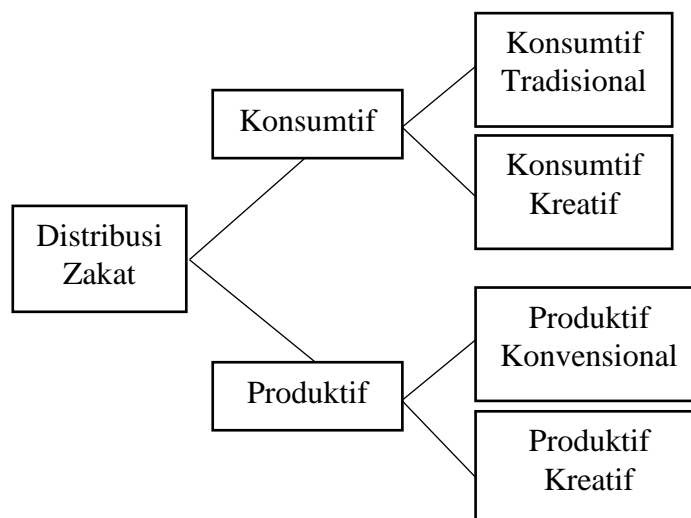 Distribusi
Zakat
Konsumtif
Konsumtif
Tradisional
Konsumtif
Kreatif
Produktif
Produktif
Konvensional
Produktif
Kreatif